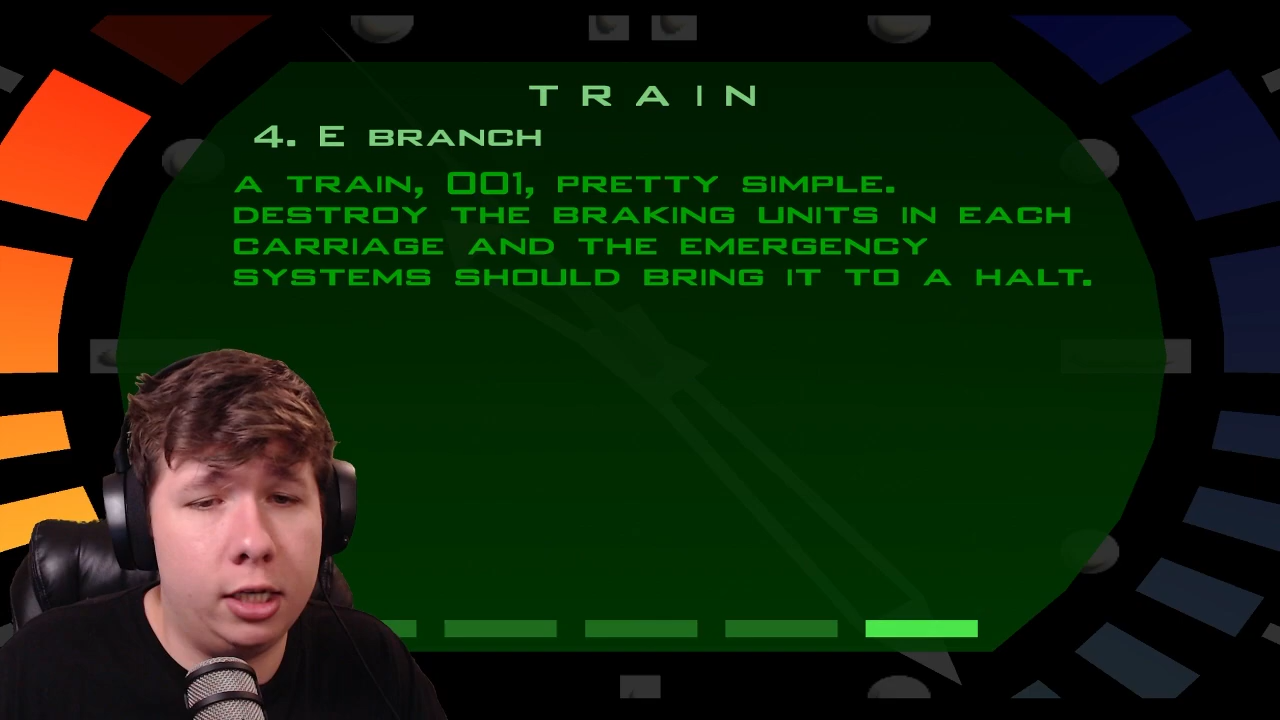 TRAIN
4. E BRANCH
A TRAIN, 001, PRETTY SIMPLE.
DESTROY THE BRAKING UNITS IN EACH
CARRIAGE AND THE EMERGENCY
SYSTEMS SHOULD BRING IT TO A HALT.